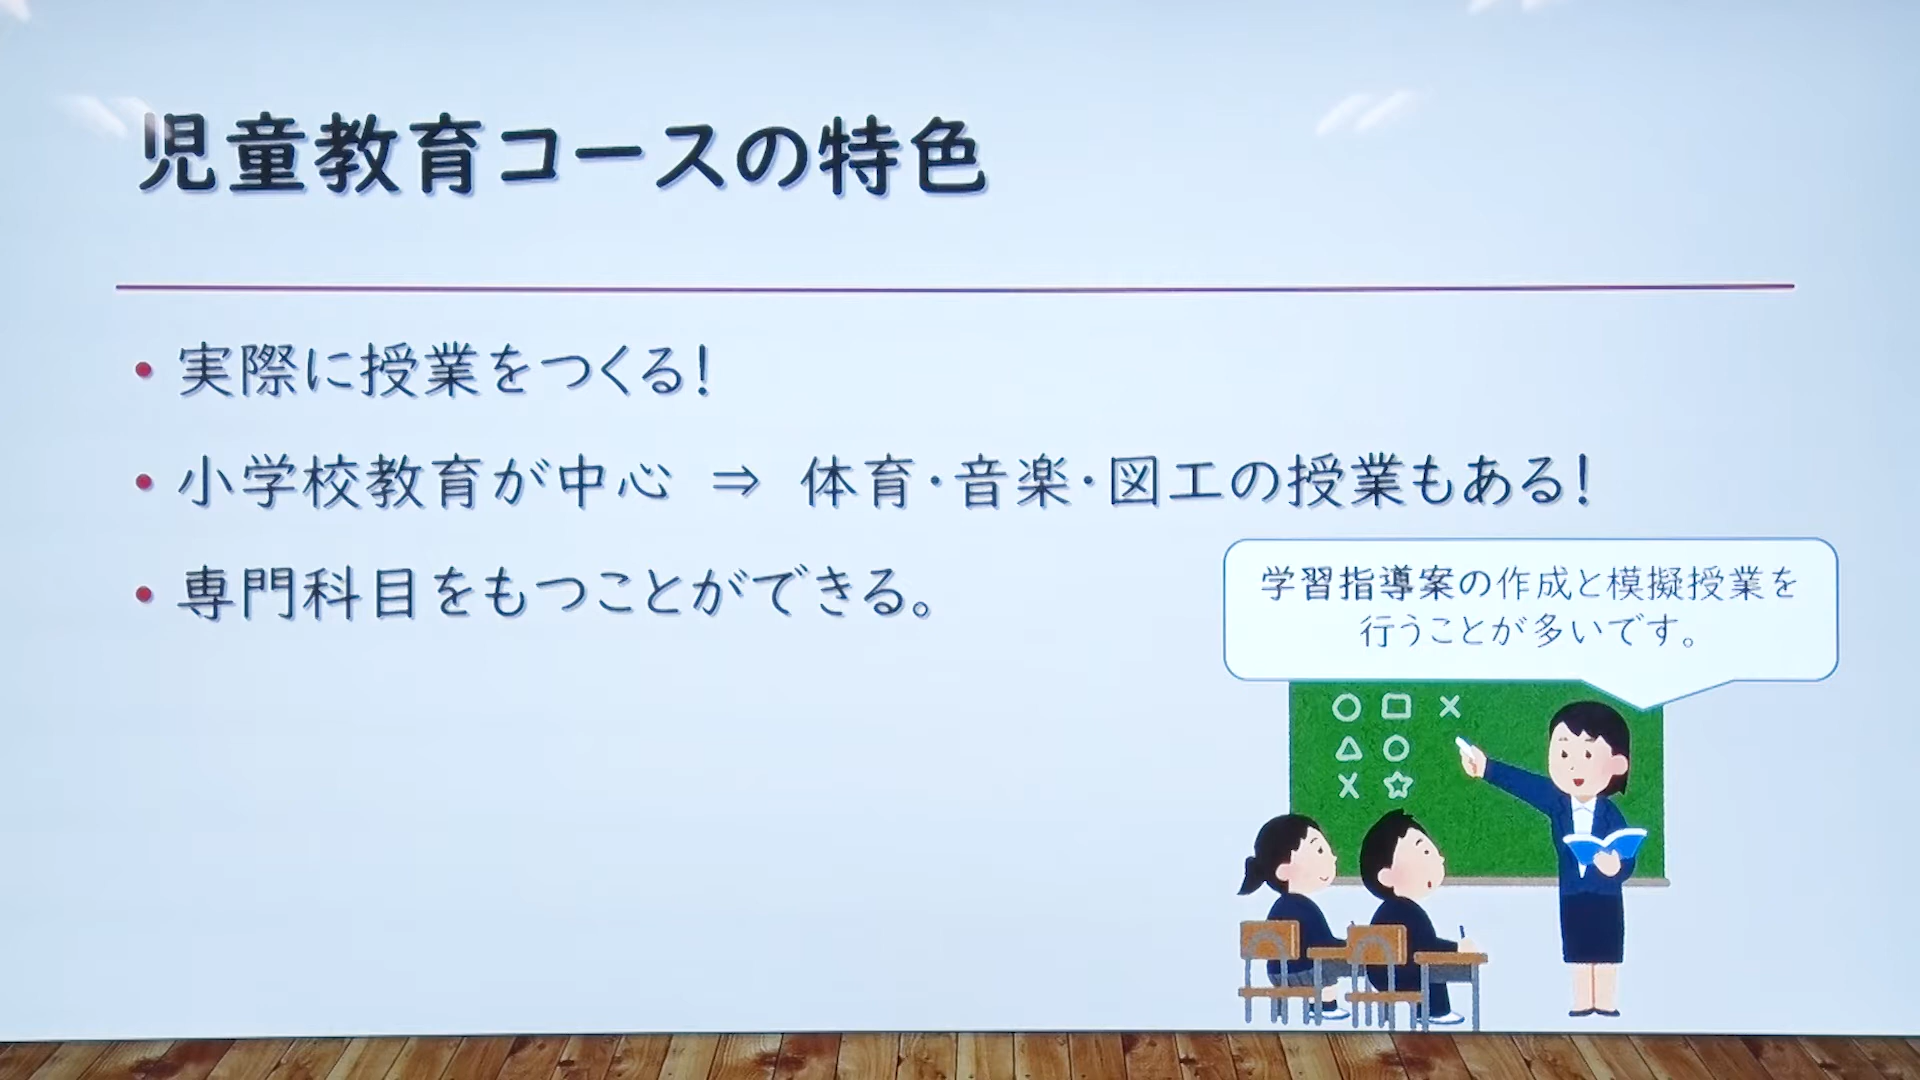 児童教育コースの特色
• 実際に授業をつくる!
• 小学校教育が中心 ⇒ 体育・音楽・図工の授業もある!
• 専門科目をもつことができる。
学習指導案の作成と模擬授業を
行うことが多いです。
○ □ ×
△ ○
× ☆